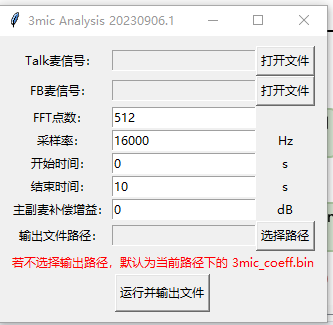 3mic Analysis 20230906.1
Talk麦信号: 打开文件
FB麦信号: 打开文件
FFT点数: 512
采样率: 16000 Hz
开始时间: 0 s
结束时间: 10 s
主副麦补偿增益: 0 dB
输出文件路径: 选择路径
若不选择输出路径，默认为当前路径下的 3mic_coeff.bin
运行并输出文件